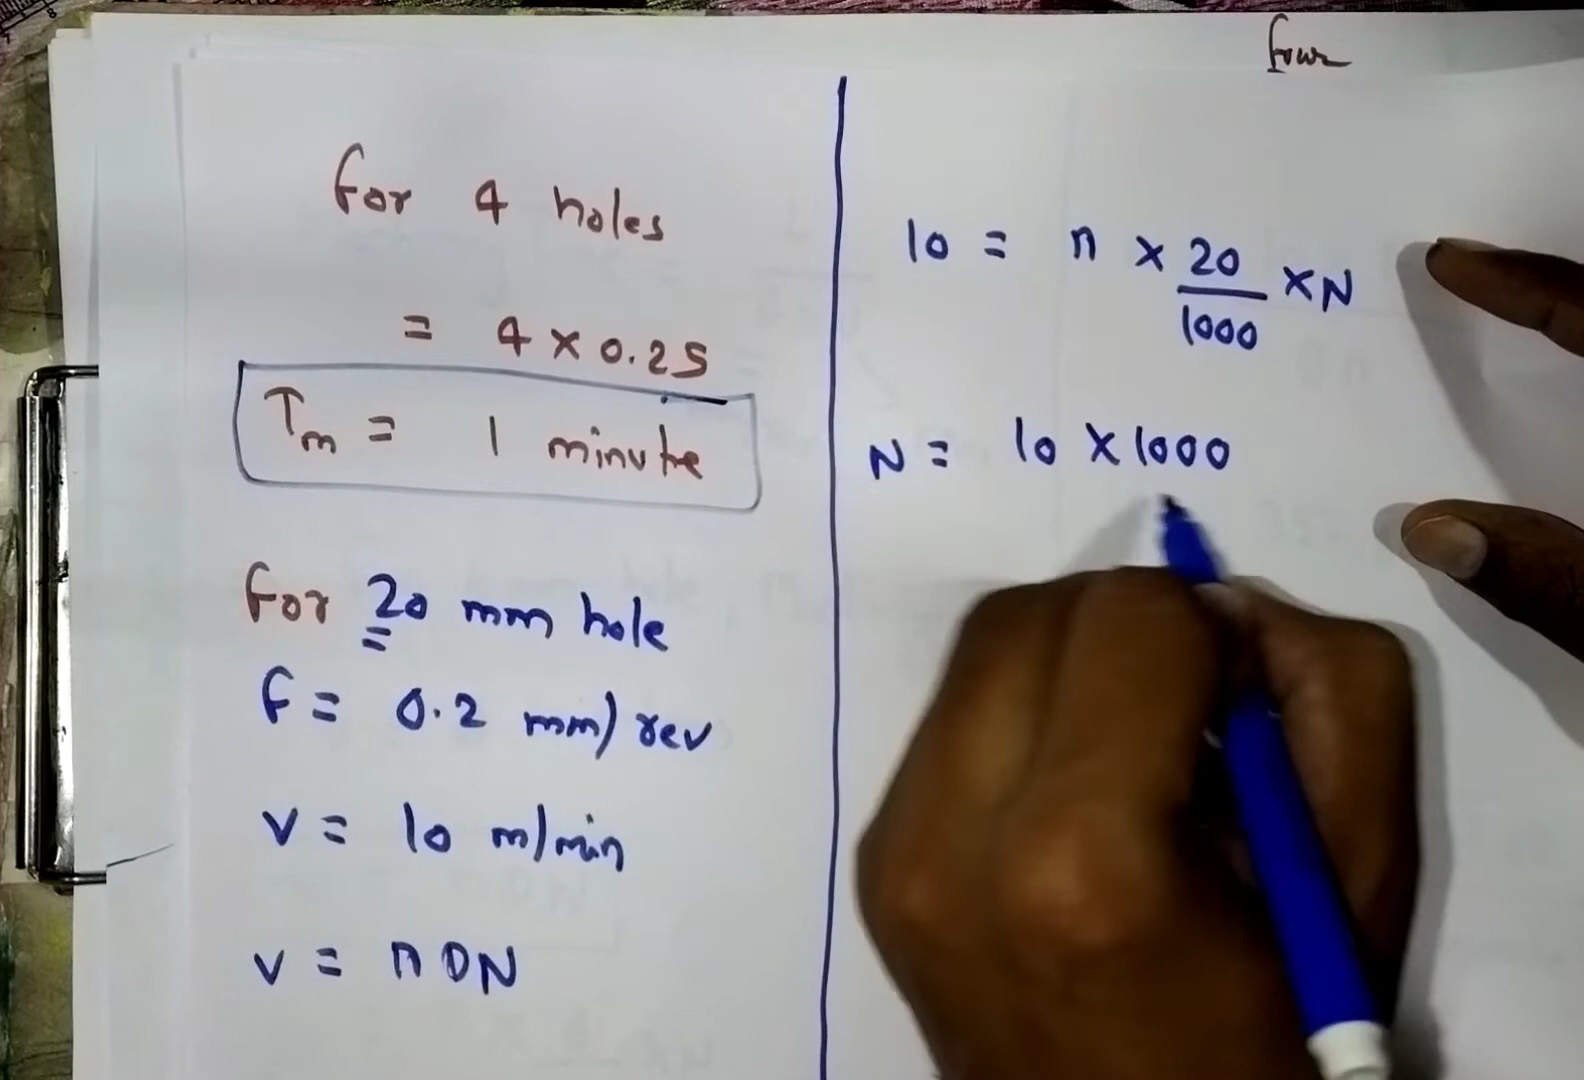 for 4 holes
= 4 × 0.25
Tm = 1 minute
for 20 mm hole
f = 0.2 mm/rev
v = 10 m/min
v = πDN
four
10 = π × 20/1000 × N
N = 10 × 1000